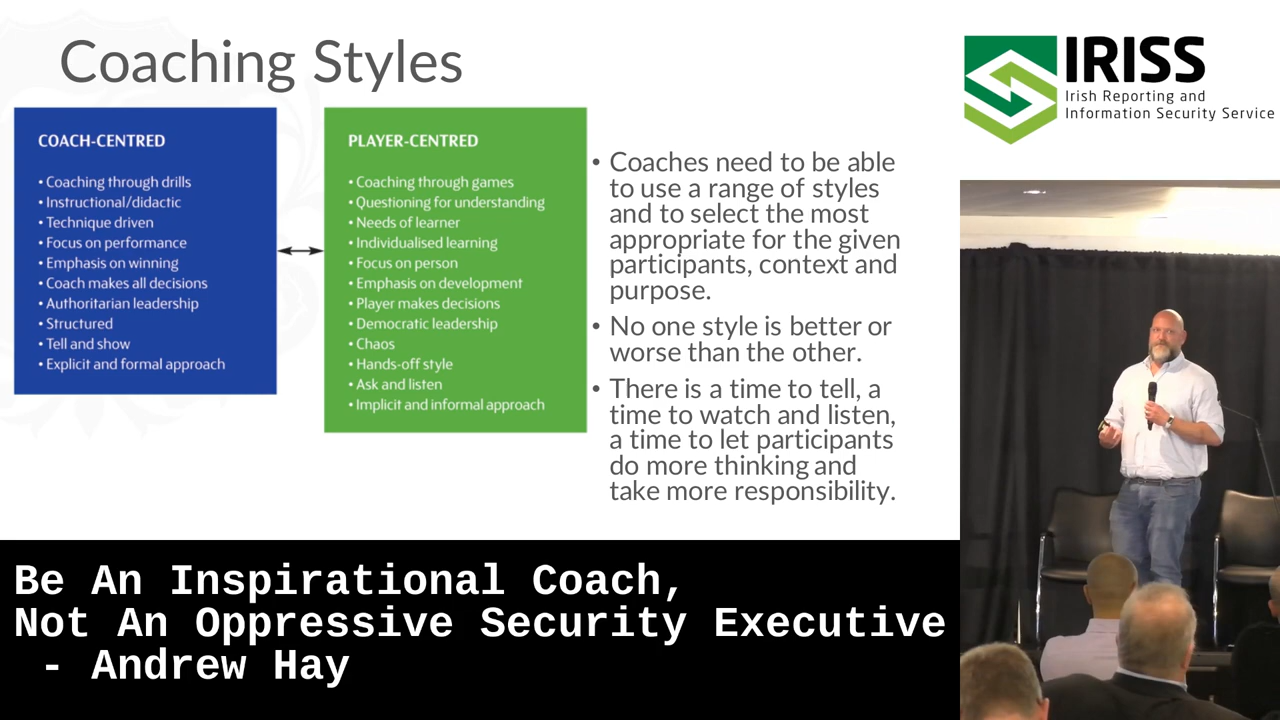 Coaching Styles
COACH-CENTRED
• Coaching through drills
• Instructional/didactic
• Technique driven
• Focus on performance
• Emphasis on winning
• Coach makes all decisions
• Authoritarian leadership
• Structured
• Tell and show
• Explicit and formal approach
PLAYER-CENTRED
• Coaching through games
• Questioning for understanding
• Needs of learner
• Individualised learning
• Focus on person
• Emphasis on development
• Player makes decisions
• Democratic leadership
• Chaos
• Hands-off style
• Ask and listen
• Implicit and informal approach
• Coaches need to be able
to use a range of styles
and to select the most
appropriate for the given
participants, context and
purpose.
• No one style is better or
worse than the other.
• There is a time to tell, a
time to watch and listen,
a time to let participants
do more thinking and
take more responsibility.
IRISS
Irish Reporting and
Information Security Service
Be An Inspirational Coach,
Not An Oppressive Security Executive
- Andrew Hay